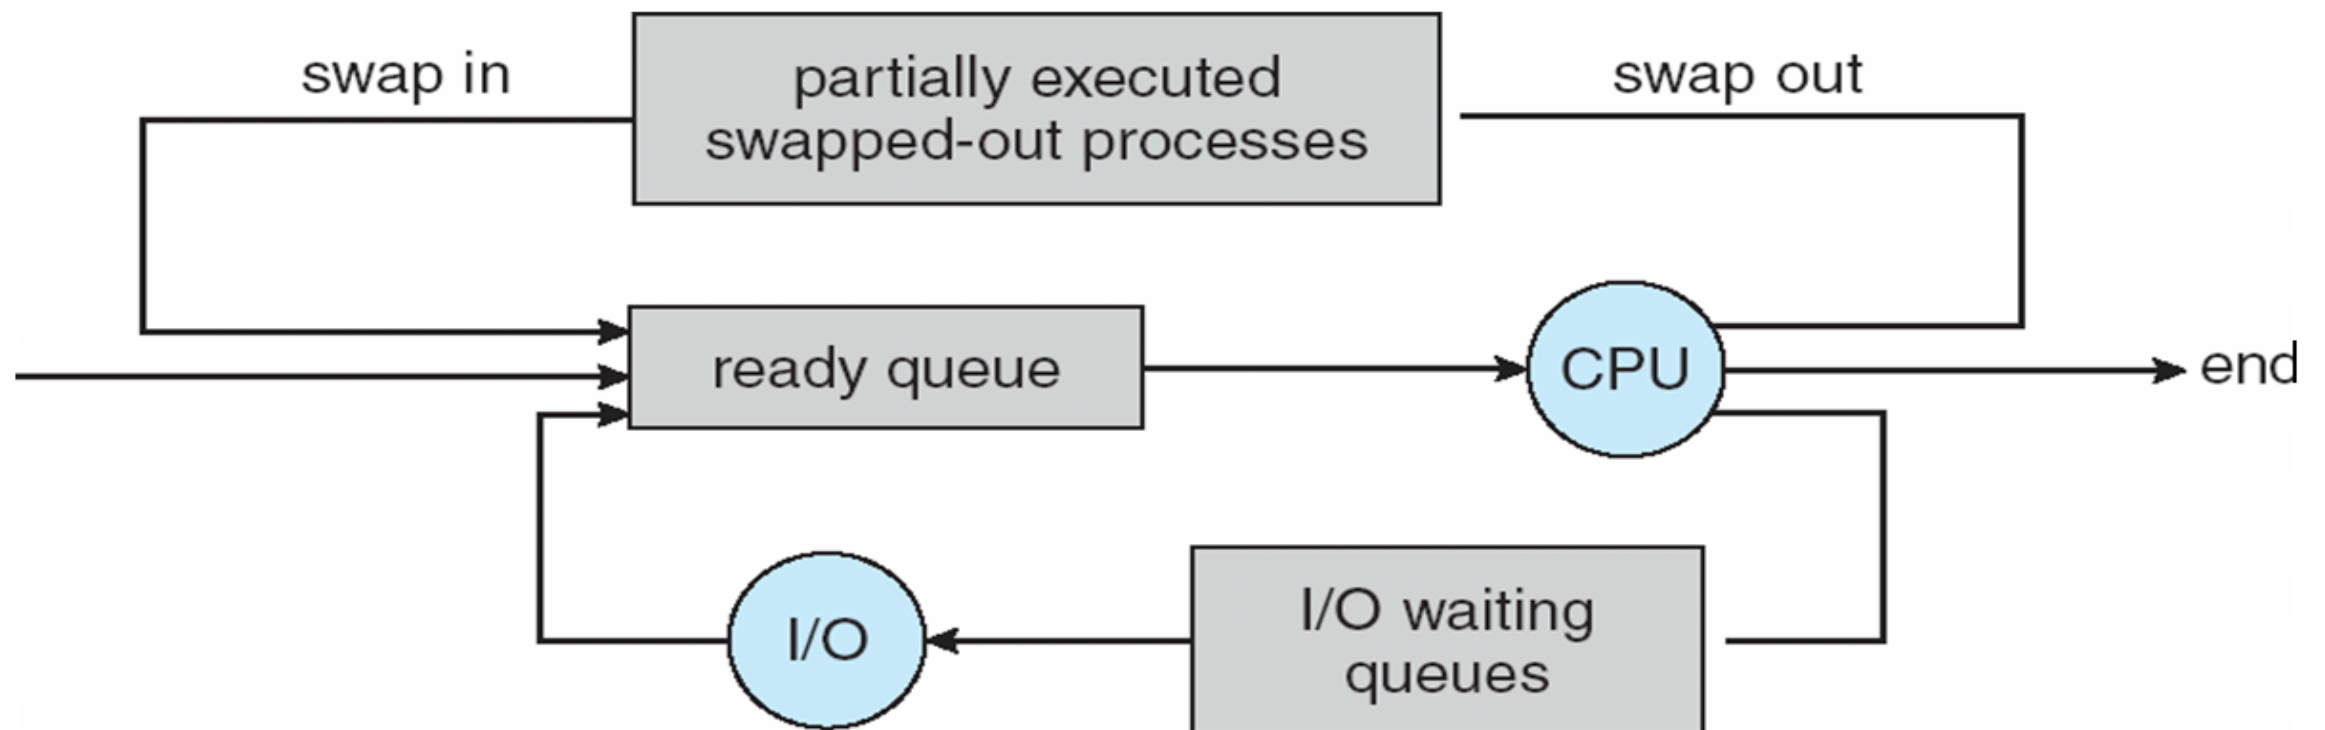 swap in
partially executed
swapped-out processes
swap out
ready queue
CPU
end
I/O
I/O waiting
queues